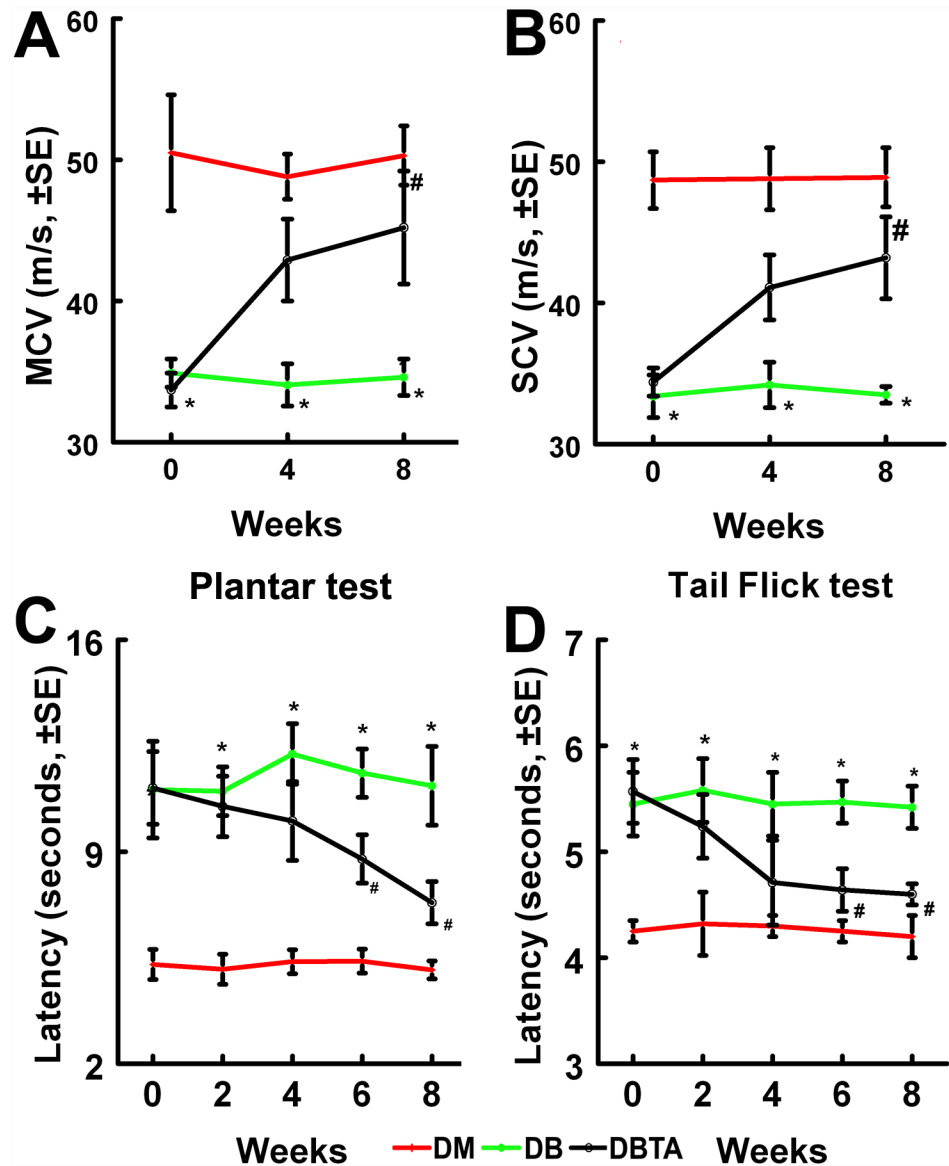 A
60
50
40
30
MCV (m/s, ±SE)
#
* * *
0 4 8
Weeks
B
60
50
40
30
SCV (m/s, ±SE)
#
* * *
0 4 8
Weeks
Plantar test
C
16
9
2
Latency (seconds, ±SE)
* * * *
# #
0 2 4 6 8
Weeks
Tail Flick test
D
7
6
5
4
3
Latency (seconds, ±SE)
* * * * *
# #
0 2 4 6 8
Weeks
DM DB DBTA